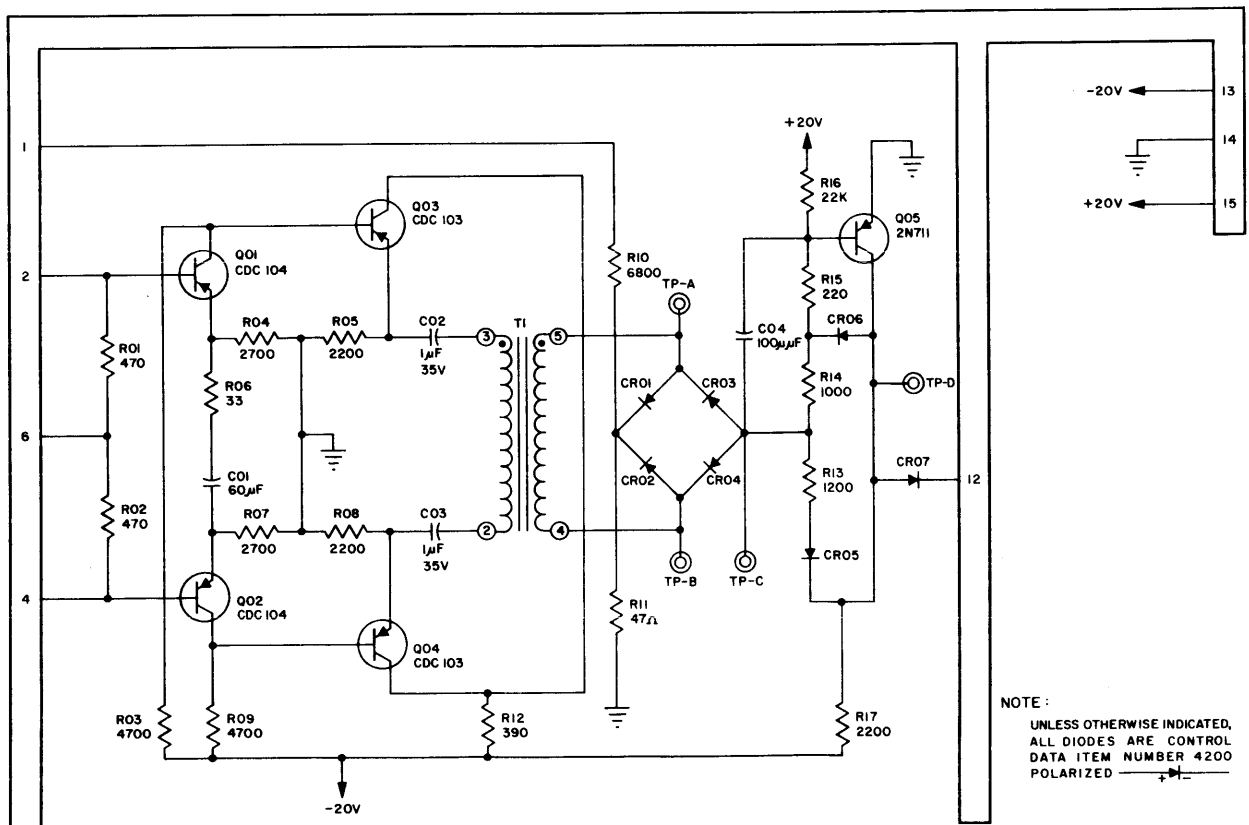 -20V
13
14
+20V
15
1
+20V
R16
22K
Q03
CDC 103
Q05
2N711
Q01
CDC 104
R10
6800
TP-A
2
R15
220
R04
2700
R05
2200
C02
1µF
35V
3
T1
5
C04
100µµF
CR06
R01
470
R06
33
CR01
CR03
R14
1000
TP-D
6
C01
60µF
CR02
CR04
R13
1200
CR07
12
R02
470
R07
2700
R08
2200
C03
1µF
35V
2
4
TP-B
TP-C
CR05
4
Q02
CDC 104
R11
47Ω
Q04
CDC 103
R03
4700
R09
4700
R12
390
R17
2200
-20V
NOTE :
UNLESS OTHERWISE INDICATED,
ALL DIODES ARE CONTROL
DATA ITEM NUMBER 4200
POLARIZED + -